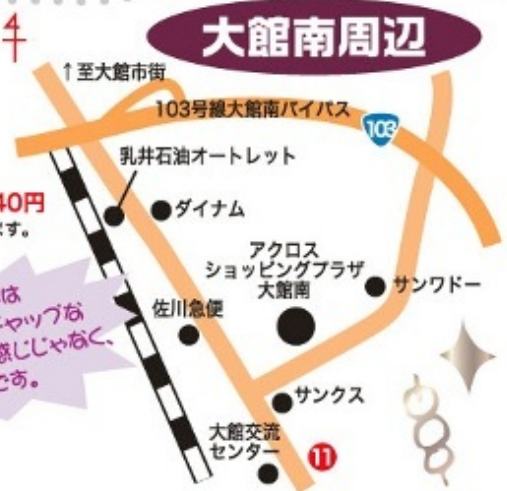 大館南周辺
↑至大館市街
103号線大館南バイパス
103
乳井石油オートレット
40円
ます。
ダイナム
アクロス
ショッピングプラザ
大館南
サンワドー
は
チャップな
感じじゃなく、
です。
佐川急便
サンクス
大館交流
センター
11